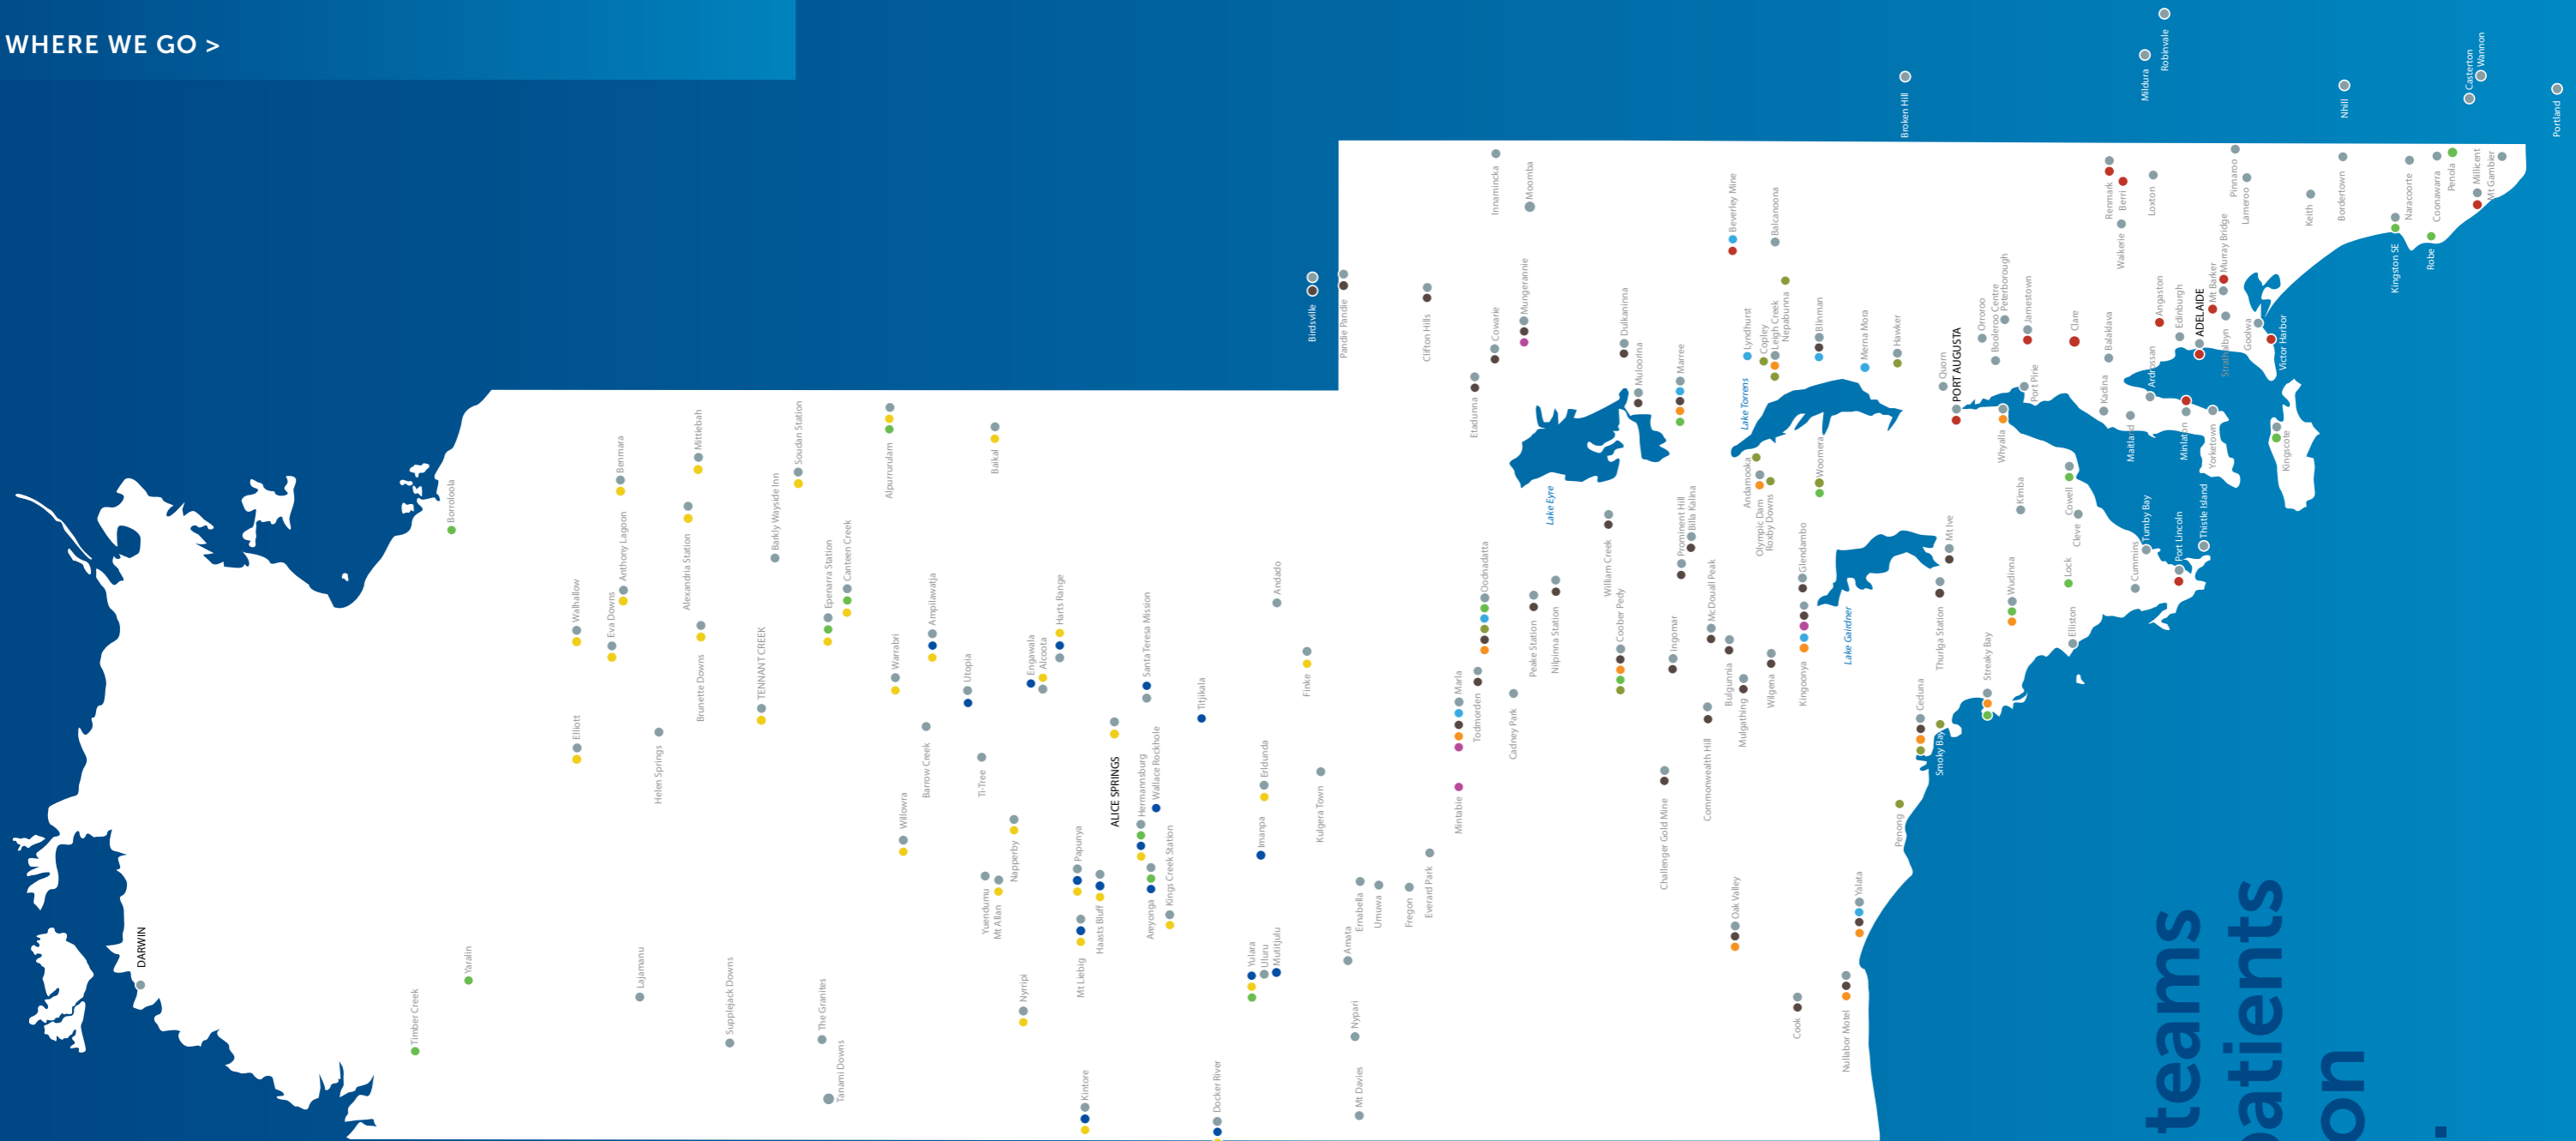 WHERE WE GO >
Robinvale
Mildura
Broken Hill
Nhill
Casterton
Wannon
Portland
Birdsville
Pandie Pandie
Clifton Hills
Innamincka
Moomba
Mungerannie
Cowarie
Etadunna
Dulkaninna
Muloorina
Marree
Beverley Mine
Balcanoona
Lyndhurst
Copley
Leigh Creek
Nepabunna
Blinman
Merna Mora
Hawker
Quorn
PORT AUGUSTA
Orroroo
Booleroo Centre
Peterborough
Jamestown
Port Pirie
Clare
Balaklava
Kadina
Maitland
Ardrossan
Minlaton
Yorketown
Renmark
Berri
Loxton
Waikerie
Pinnaroo
Lameroo
Keith
Bordertown
Naracoorte
Coonawarra
Penola
Millicent
Mt Gambier
Kingston SE
Robe
Murray Bridge
Mt Barker
Angaston
Edinburgh
ADELAIDE
Strathalbyn
Goolwa
Victor Harbor
Kingscote
Lake Torrens
Lake Eyre
Lake Gairdner
Andamooka
Olympic Dam
Roxby Downs
Woomera
Whyalla
Kimba
Cowell
Cleve
Lock
Tumby Bay
Port Lincoln
Thistle Island
Cummins
Elliston
Wudinna
Streaky Bay
Mt Ive
Thurlga Station
Ceduna
Smoky Bay
Penong
Yalata
Nullabor Motel
Cook
Oak Valley
Glendambo
Kingoonya
Wilgena
Mulgathing
Bulgunnia
McDouall Peak
Commonwealth Hill
Challenger Gold Mine
Ingomar
Prominent Hill
Billa Kalina
William Creek
Coober Pedy
Nilpinna Station
Peake Station
Oodnadatta
Todmorden
Cadney Park
Marla
Mintabie
Everard Park
Fregon
Umuwa
Ernabella
Amata
Nypari
Mt Davies
Kulgera Town
Finke
Andado
Erldunda
Imanpa
Mutitjulu
Uluru
Yulara
Docker River
Titjikala
Santa Teresa Mission
Wallace Rockhole
Hermannsburg
Kings Creek Station
Areyonga
ALICE SPRINGS
Haasts Bluff
Papunya
Mt Liebig
Kintore
Harts Range
Alcoota
Engawala
Napperby
Mt Allan
Yuendumu
Nyrripi
Ti-Tree
Utopia
Baikal
Ampilawatja
Barrow Creek
Willowra
Warrabri
Alpurrurulam
Canteen Creek
Epenarra Station
Tanami Downs
The Granites
Soudan Station
Barkly Wayside Inn
TENNANT CREEK
Supplejack Downs
Mittiebah
Alexandria Station
Brunette Downs
Helen Springs
Lajamanu
Benmara
Anthony Lagoon
Eva Downs
Walhallow
Elliott
Borroloola
Yaralin
Timber Creek
DARWIN
teams
patients
on